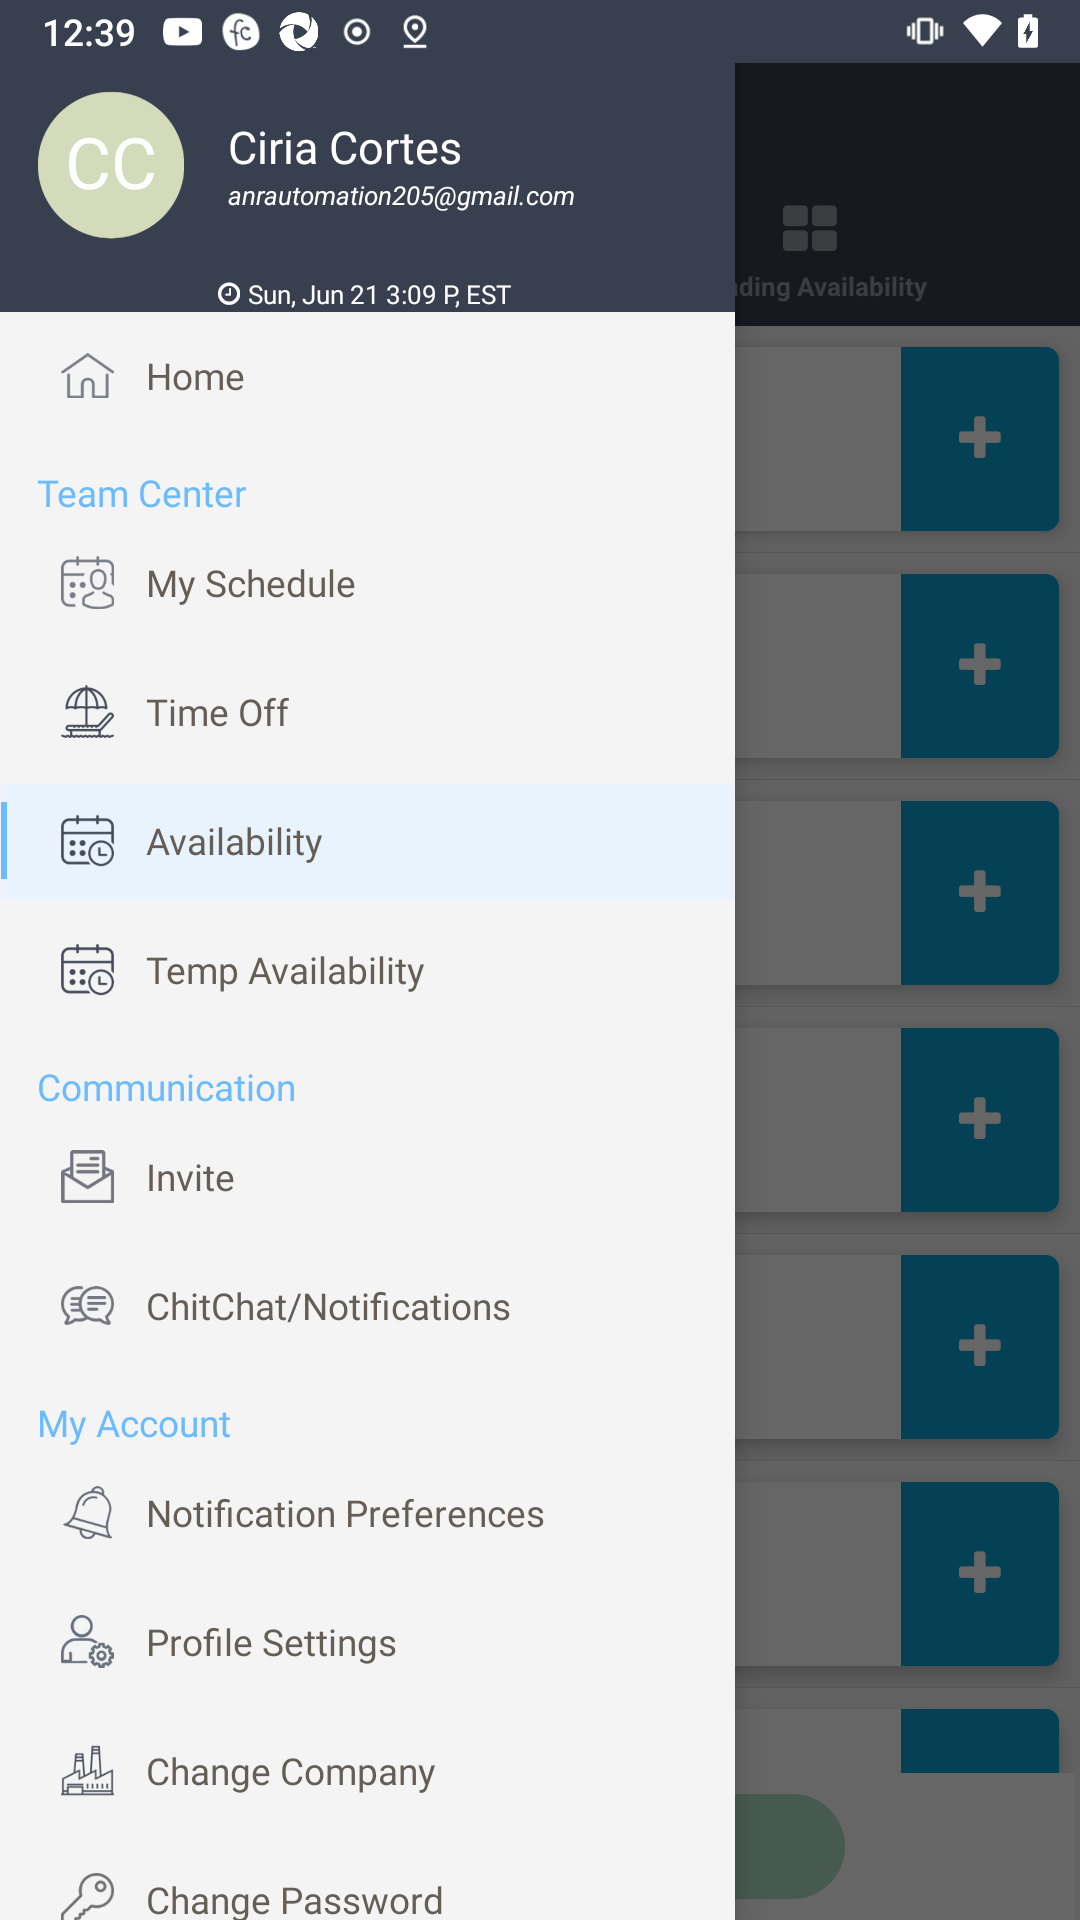 12:39
fc
CC
Ciria Cortes
anrautomation205@gmail.com
Sun, Jun 21 3:09 P, EST
Availability
Home
Team Center
My Schedule
Time Off
Availability
Temp Availability
Communication
Invite
ChitChat/Notifications
My Account
Notification Preferences
Profile Settings
Change Company
Change Password